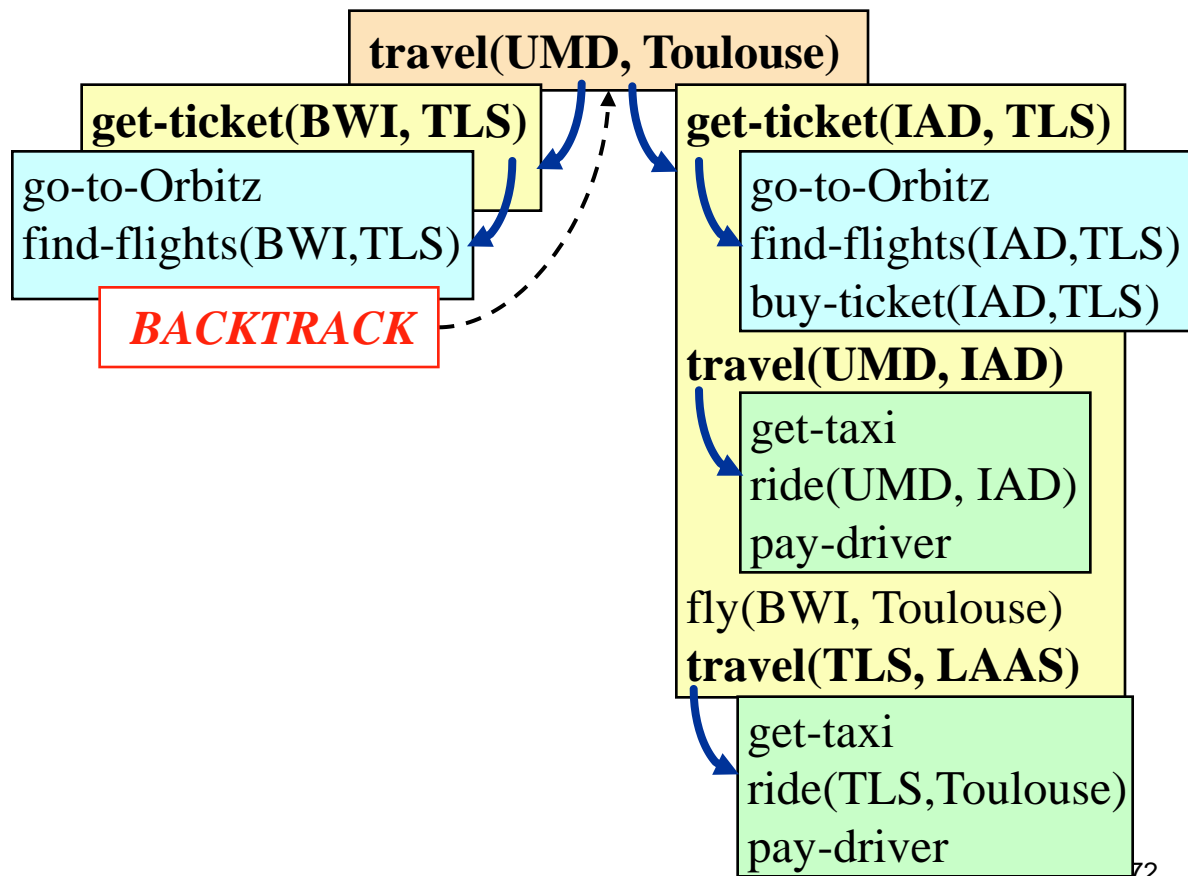 travel(UMD, Toulouse)
get-ticket(BWI, TLS)
go-to-Orbitz
find-flights(BWI,TLS)
BACKTRACK
get-ticket(IAD, TLS)
go-to-Orbitz
find-flights(IAD,TLS)
buy-ticket(IAD,TLS)
travel(UMD, IAD)
get-taxi
ride(UMD, IAD)
pay-driver
fly(BWI, Toulouse)
travel(TLS, LAAS)
get-taxi
ride(TLS,Toulouse)
pay-driver
72